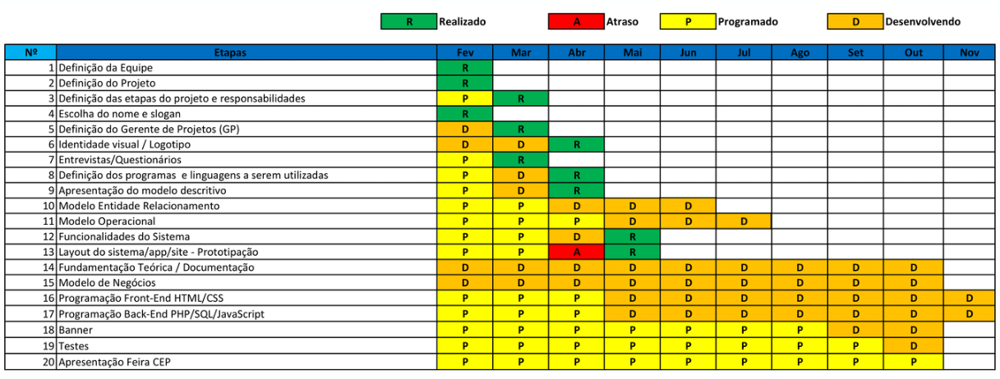 R Realizado A Atraso P Programado D Desenvolvendo
Nº Etapas Fev Mar Abr Mai Jun Jul Ago Set Out Nov
1 Definição da Equipe R
2 Definição do Projeto R
3 Definição das etapas do projeto e responsabilidades P R
4 Escolha do nome e slogan R
5 Definição do Gerente de Projetos (GP) D R
6 Identidade visual / Logotipo D D R
7 Entrevistas/Questionários P R
8 Definição dos programas e linguagens a serem utilizadas P D R
9 Apresentação do modelo descritivo P D R
10 Modelo Entidade Relacionamento P P D D D
11 Modelo Operacional P P P D D D
12 Funcionalidades do Sistema P P D R
13 Layout do sistema/app/site - Prototipação P P A R
14 Fundamentação Teórica / Documentação D D D D D D D D D
15 Modelo de Negócios D D D D D D D D D
16 Programação Front-End HTML/CSS P P P D D D D D D D
17 Programação Back-End PHP/SQL/JavaScript P P P D D D D D D D
18 Banner P P P P P P P D D
19 Testes P P P P P P P P D
20 Apresentação Feira CEP P P P P P P P P P